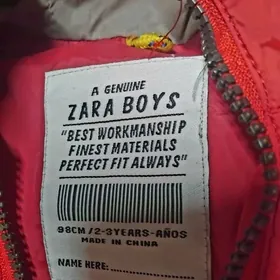 A GENUINE
ZARA BOYS
"BEST WORKMANSHIP
FINEST MATERIALS
PERFECT FIT ALWAYS"
98CM/2-3YEARS-AÑOS
MADE IN CHINA
NAME HERE:....................